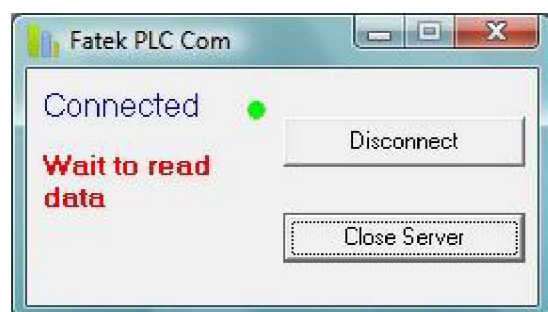 Fatek PLC Com
Connected
Disconnect
Wait to read
data
Close Server